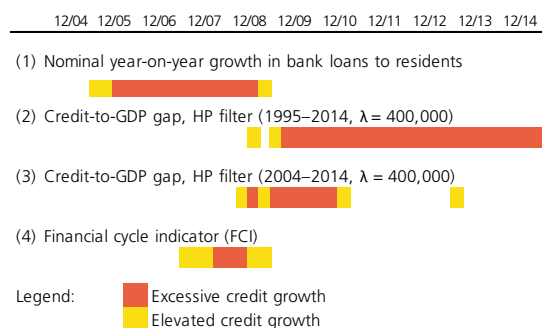 12/04 12/05 12/06 12/07 12/08 12/09 12/10 12/11 12/12 12/13 12/14
(1) Nominal year-on-year growth in bank loans to residents
(2) Credit-to-GDP gap, HP filter (1995–2014, λ = 400,000)
(3) Credit-to-GDP gap, HP filter (2004–2014, λ = 400,000)
(4) Financial cycle indicator (FCI)
Legend: Excessive credit growth
Elevated credit growth